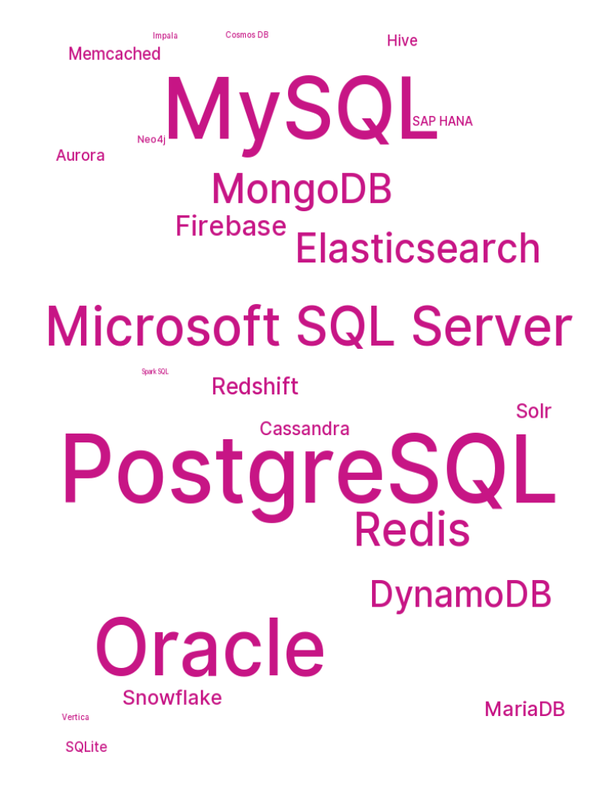 Impala
Cosmos DB
Hive
Memcached
MySQL
SAP HANA
Neo4j
Aurora
MongoDB
Firebase
Elasticsearch
Microsoft SQL Server
Spark SQL
Redshift
Solr
Cassandra
PostgreSQL
Redis
DynamoDB
Oracle
Snowflake
MariaDB
Vertica
SQLite